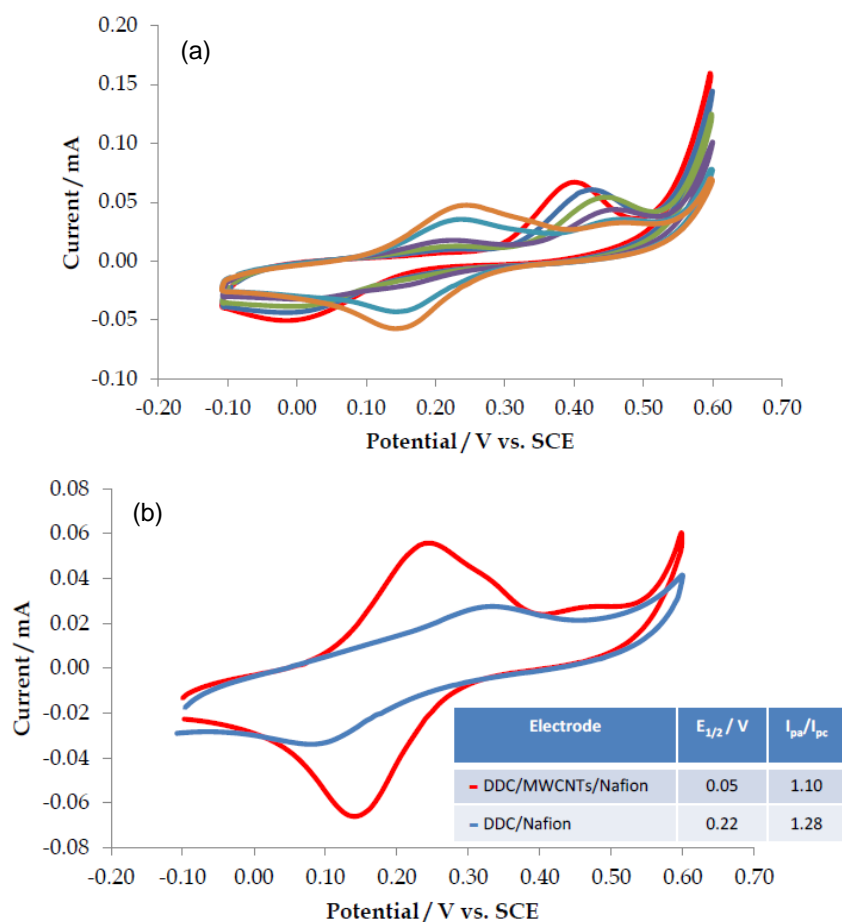 (a)
0.20
0.15
0.10
0.05
0.00
-0.05
-0.10
Current / mA
-0.20 -0.10 0.00 0.10 0.20 0.30 0.40 0.50 0.60 0.70
Potential / V vs. SCE
(b)
0.08
0.06
0.04
0.02
0.00
-0.02
-0.04
-0.06
-0.08
Current / mA
Electrode E1/2 / V Ipa/Ipc
DDC/MWCNTs/Nafion 0.05 1.10
DDC/Nafion 0.22 1.28
-0.20 -0.10 0.00 0.10 0.20 0.30 0.40 0.50 0.60 0.70
Potential / V vs. SCE